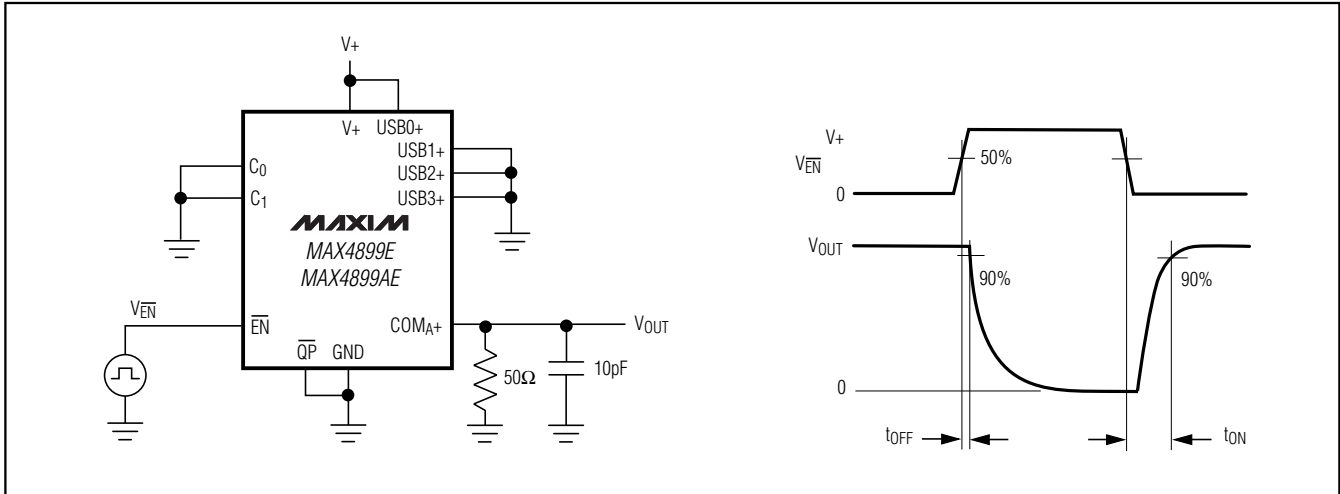 V+
V+ USB0+
USB1+
C0
USB2+
C1
USB3+
MAXIM
MAX4899E
MAX4899AE
VEN
EN
COMA+
VOUT
QP GND
50Ω
10pF
V+
VEN
50%
0
VOUT
90%
90%
0
tOFF
tON